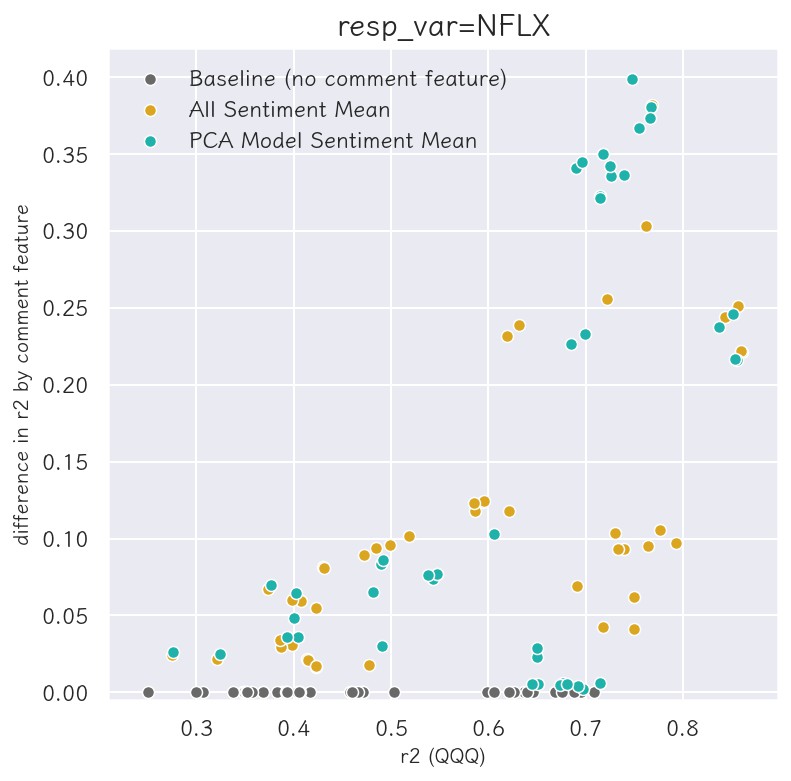 resp_var=NFLX
Baseline (no comment feature)
All Sentiment Mean
PCA Model Sentiment Mean
difference in r2 by comment feature
0.40
0.35
0.30
0.25
0.20
0.15
0.10
0.05
0.00
0.3 0.4 0.5 0.6 0.7 0.8
r2 (QQQ)